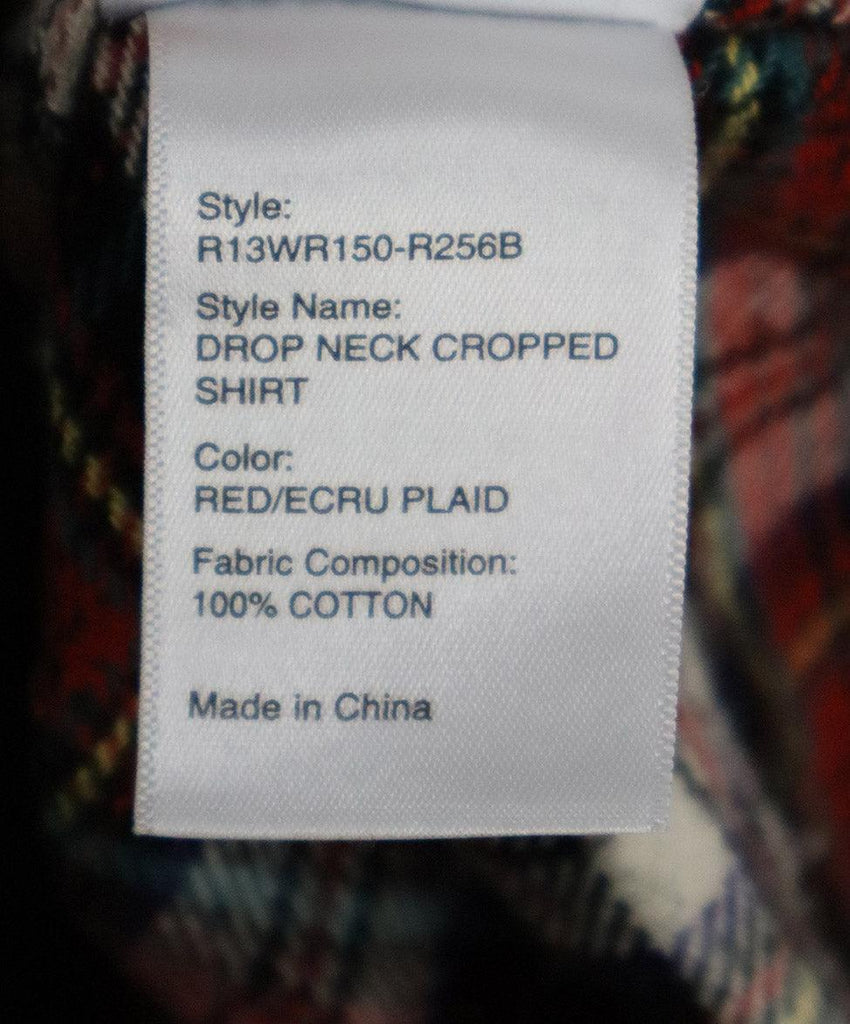 Style:
R13WR150-R256B
Style Name:
DROP NECK CROPPED
SHIRT
Color:
RED/ECRU PLAID
Fabric Composition:
100% COTTON
Made in China